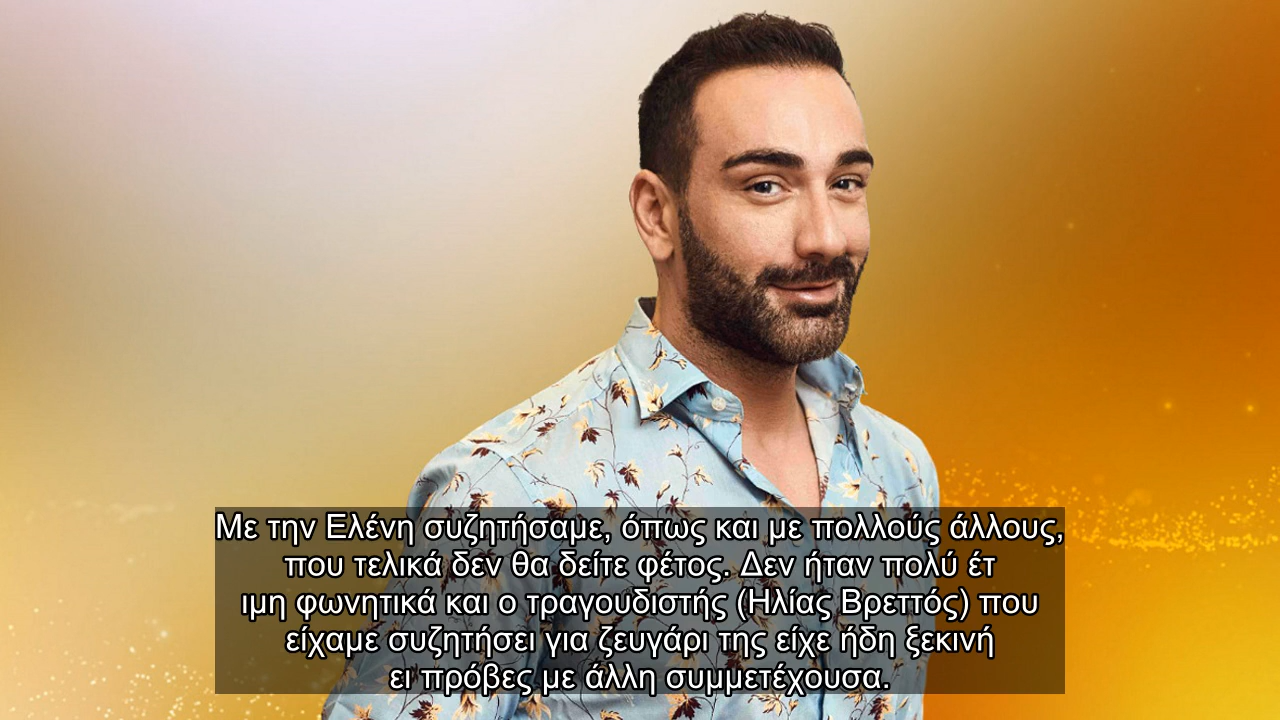 Με την Ελένη συζητήσαμε, όπως και με πολλούς άλλους,
που τελικά δεν θα δείτε φέτος. Δεν ήταν πολύ έτ
ιμη φωνητικά και ο τραγουδιστής (Ηλίας Βρεττός) που
είχαμε συζητήσει για ζευγάρι της είχε ήδη ξεκινή
ει πρόβες με άλλη συμμετέχουσα.